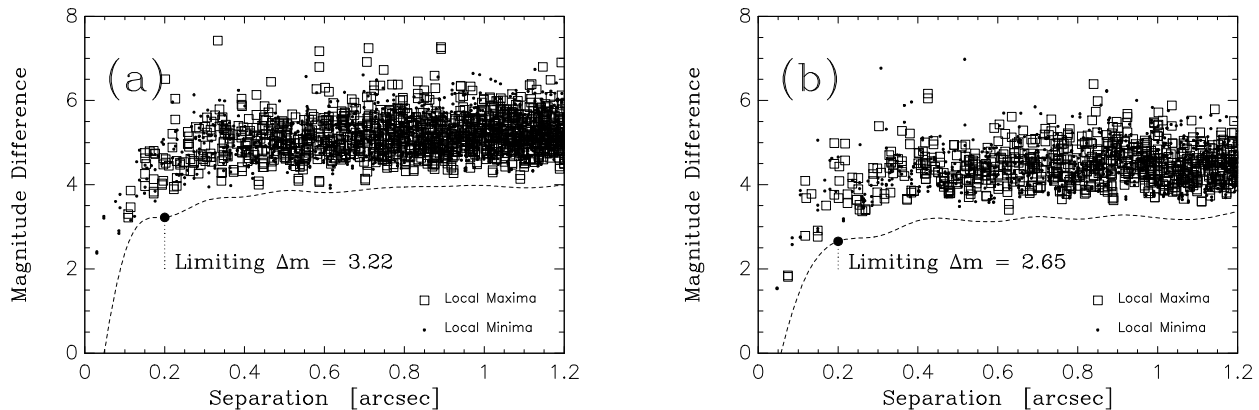 (a)
Magnitude Difference
8
6
4
2
0
Limiting Δm = 3.22
Local Maxima
Local Minima
0 0.2 0.4 0.6 0.8 1 1.2
Separation [arcsec]
(b)
Magnitude Difference
8
6
4
2
0
Limiting Δm = 2.65
Local Maxima
Local Minima
0 0.2 0.4 0.6 0.8 1 1.2
Separation [arcsec]